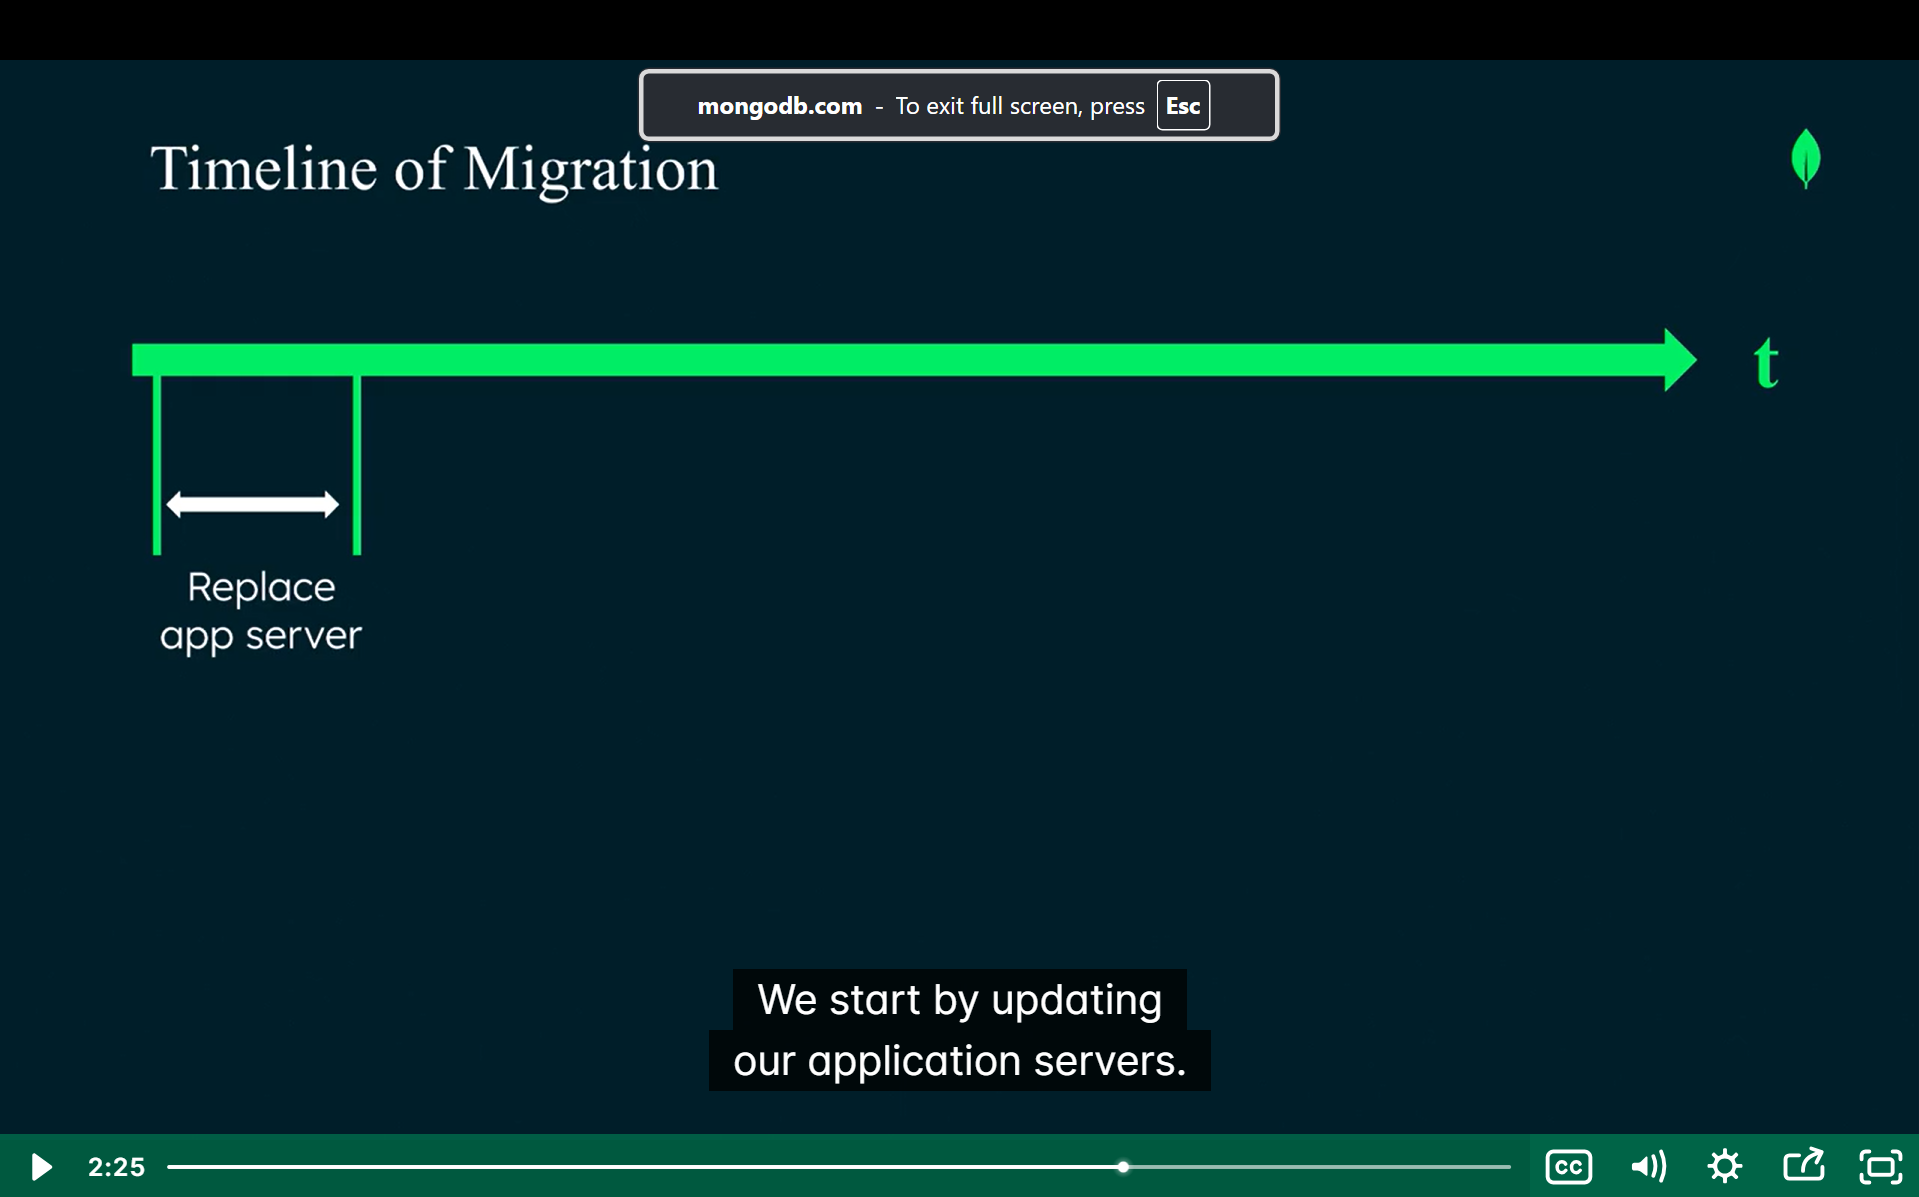 mongodb.com - To exit full screen, press Esc
Timeline of Migration
t
Replace
app server
We start by updating
our application servers.
2:25
CC